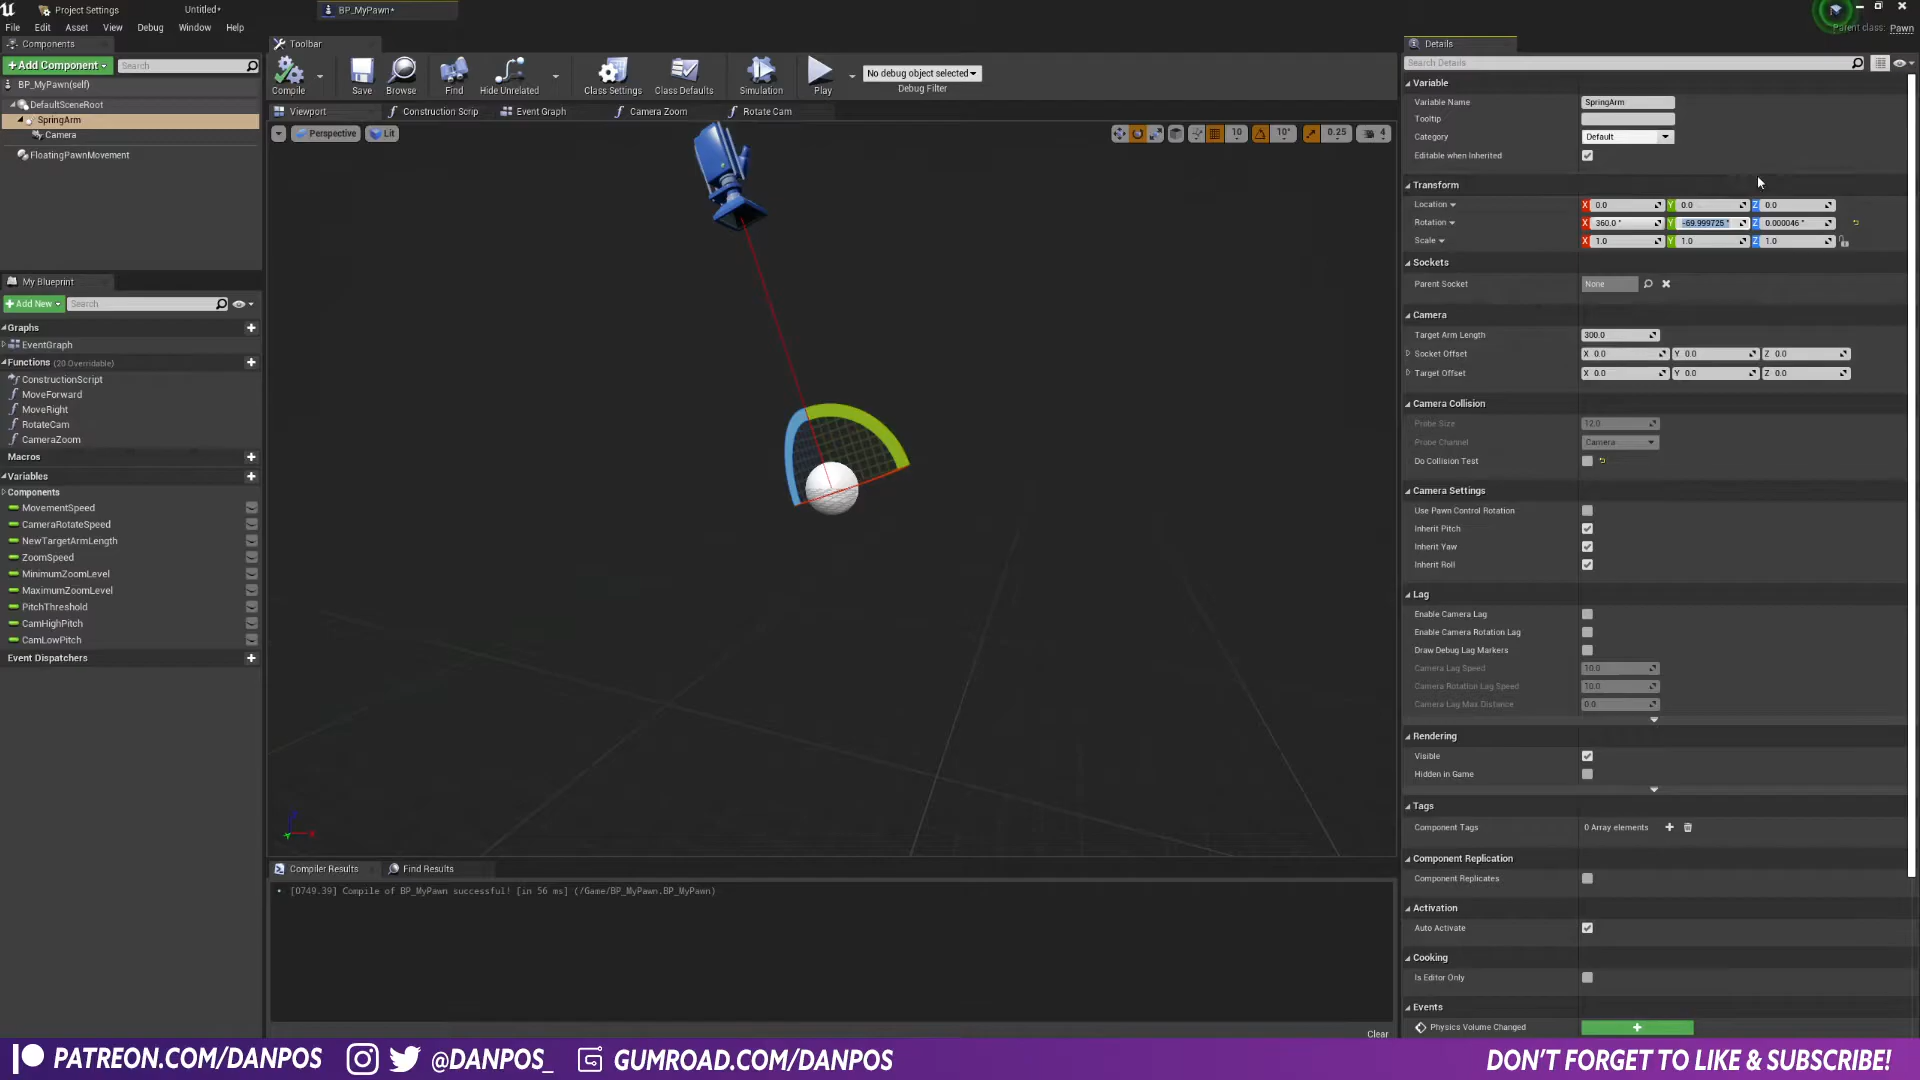 Project Settings
Untitled*
BP_MyPawn*
File Edit Asset View Debug Window Help
Parent class: Pawn
Components
+Add Component
Search
BP_MyPawn(self)
DefaultSceneRoot
SpringArm
Camera
FloatingPawnMovement
My Blueprint
+Add New
Search
Graphs
EventGraph
Functions (20 Overridable)
ConstructionScript
MoveForward
MoveRight
RotateCam
CameraZoom
Macros
Variables
Components
MovementSpeed
CameraRotateSpeed
NewTargetArmLength
ZoomSpeed
MinimumZoomLevel
MaximumZoomLevel
PitchThreshold
CamHighPitch
CamLowPitch
Event Dispatchers
Toolbar
Compile Save Browse Find Hide Unrelated Class Settings Class Defaults Simulation Play
No debug object selected
Debug Filter
Viewport Construction Scrip Event Graph Camera Zoom Rotate Cam
Perspective Lit
10 10° 0.25 4
Compiler Results Find Results
[0749.39] Compile of BP_MyPawn successful! [in 56 ms] (/Game/BP_MyPawn.BP_MyPawn)
Clear
Details
Search Details
Variable
Variable Name SpringArm
Tooltip
Category Default
Editable when Inherited
Transform
Location X 0.0 Y 0.0 Z 0.0
Rotation X 360.0 ° Y -69.999725 ° Z 0.000046 °
Scale X 1.0 Y 1.0 Z 1.0
Sockets
Parent Socket None
Camera
Target Arm Length 300.0
Socket Offset X 0.0 Y 0.0 Z 0.0
Target Offset X 0.0 Y 0.0 Z 0.0
Camera Collision
Probe Size 12.0
Probe Channel Camera
Do Collision Test
Camera Settings
Use Pawn Control Rotation
Inherit Pitch
Inherit Yaw
Inherit Roll
Lag
Enable Camera Lag
Enable Camera Rotation Lag
Draw Debug Lag Markers
Camera Lag Speed 10.0
Camera Rotation Lag Speed 10.0
Camera Lag Max Distance 0.0
Rendering
Visible
Hidden in Game
Tags
Component Tags 0 Array elements
Component Replication
Component Replicates
Activation
Auto Activate
Cooking
Is Editor Only
Events
Physics Volume Changed +
PATREON.COM/DANPOS @DANPOS_ GUMROAD.COM/DANPOS DON'T FORGET TO LIKE & SUBSCRIBE!